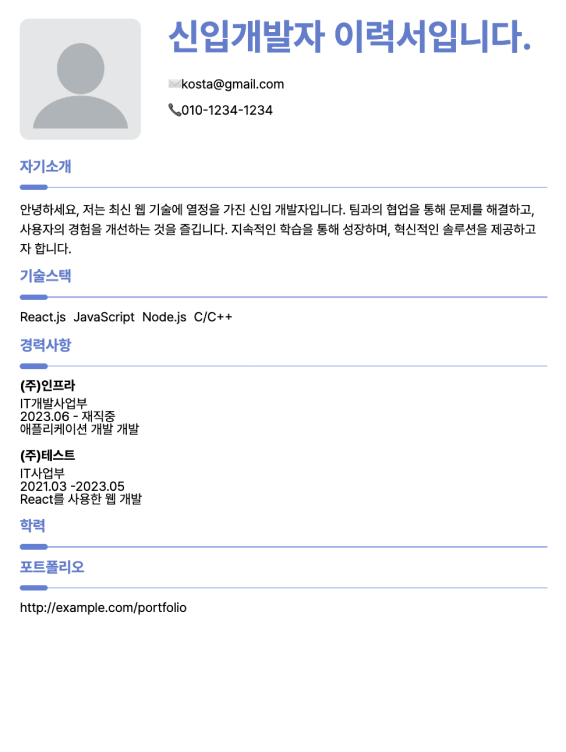 신입개발자 이력서입니다.
✉kosta@gmail.com
📞010-1234-1234
자기소개
안녕하세요, 저는 최신 웹 기술에 열정을 가진 신입 개발자입니다. 팀과의 협업을 통해 문제를 해결하고,
사용자의 경험을 개선하는 것을 즐깁니다. 지속적인 학습을 통해 성장하며, 혁신적인 솔루션을 제공하고
자 합니다.
기술스택
React.js JavaScript Node.js C/C++
경력사항
(주)인프라
IT개발사업부
2023.06 - 재직중
애플리케이션 개발 개발
(주)테스트
IT사업부
2021.03 -2023.05
React를 사용한 웹 개발
학력
포트폴리오
http://example.com/portfolio